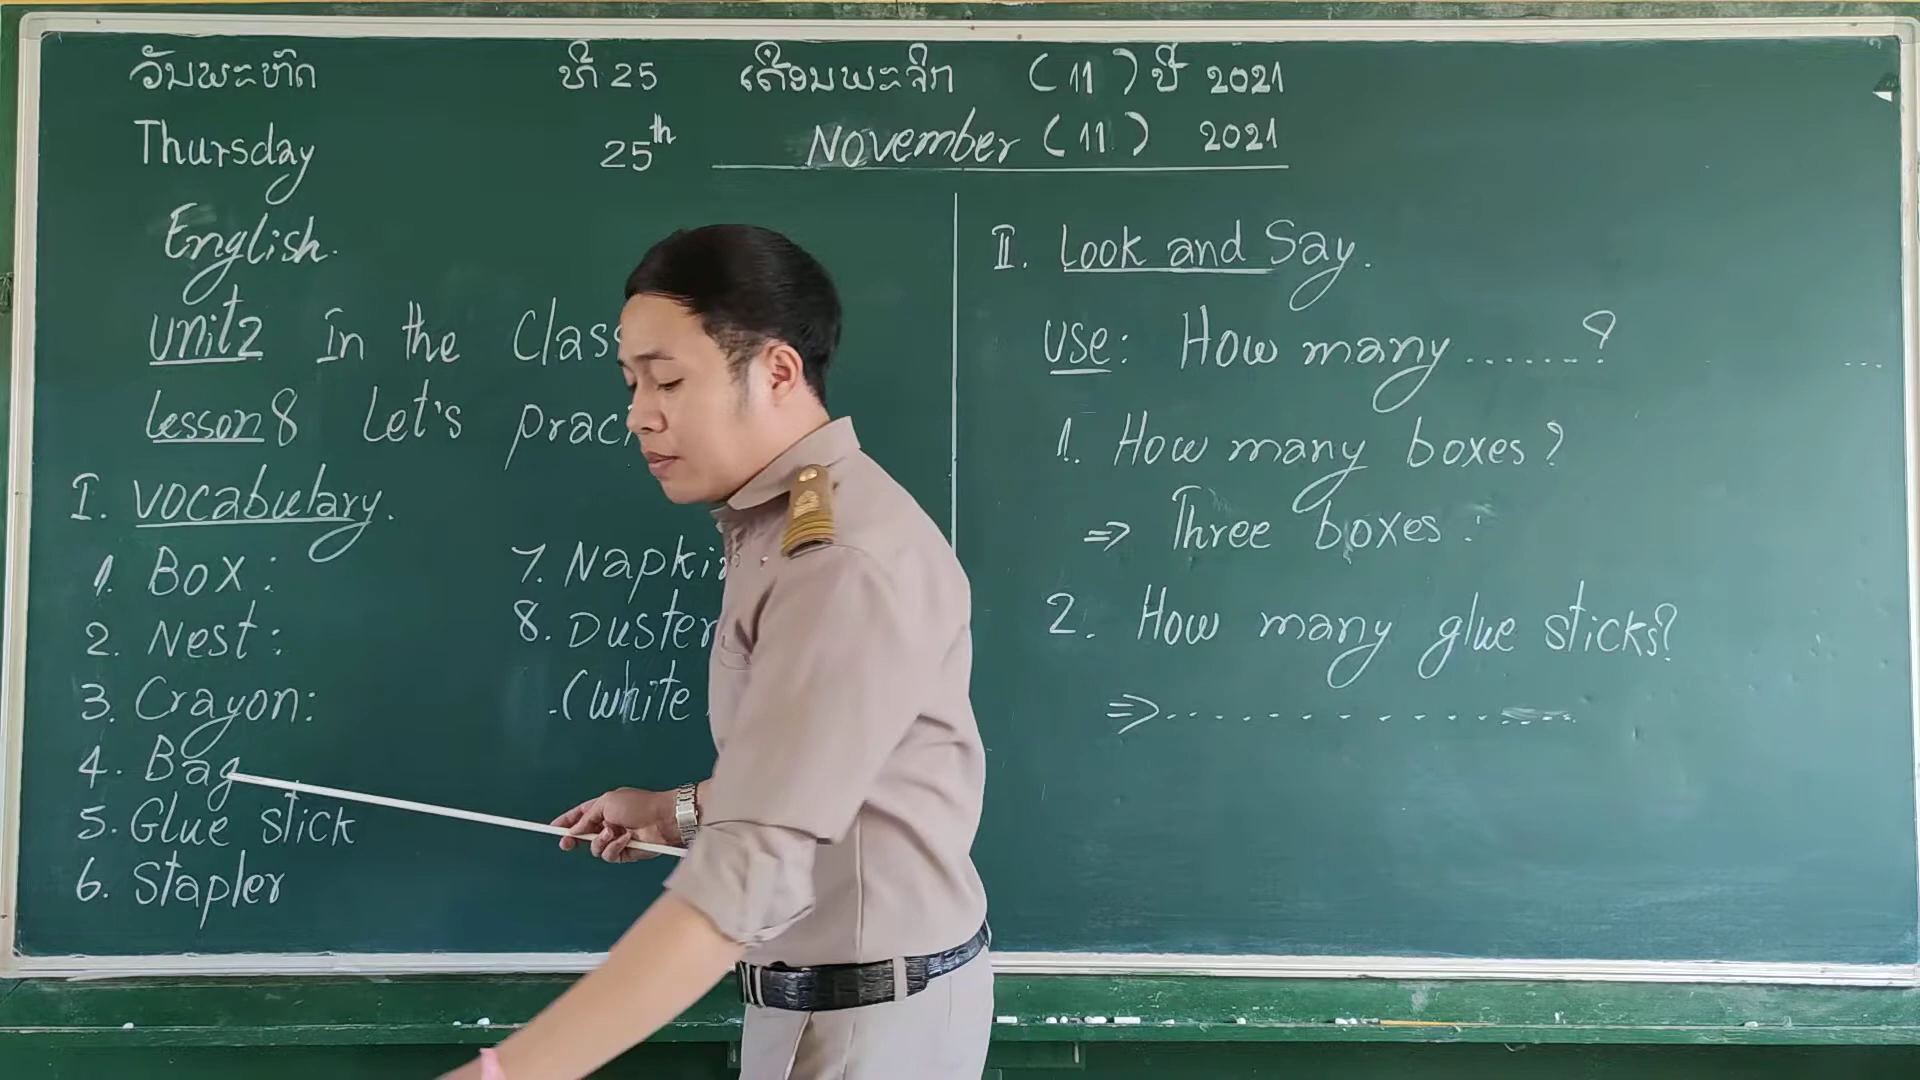 ວັນພະຫັດ ທີ 25 ເດືອນພະຈິກ (11) ປີ 2021
Thursday 25th November (11) 2021
English.
Unit2 In the Class
Lesson8 Let's prac
I. Vocabulary.
1. Box:
2. Nest:
3. Crayon:
4. Bag
5. Glue stick
6. Stapler
7. Napkin
8. Duster
.(white
II. Look and Say.
Use: How many ......?
1. How many boxes?
⇒ Three boxes:
2. How many glue sticks?
⇒ ..................